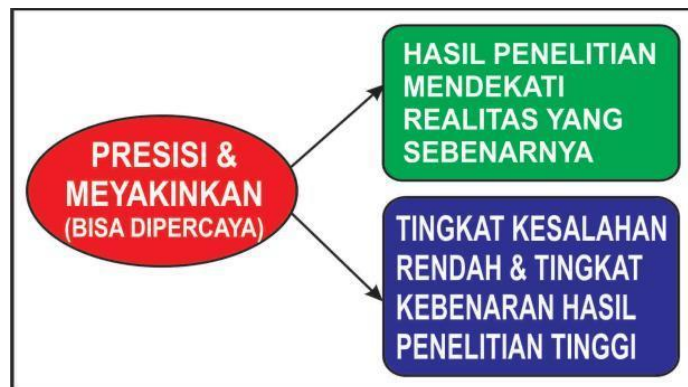 PRESISI &
MEYAKINKAN
(BISA DIPERCAYA)
HASIL PENELITIAN
MENDEKATI
REALITAS YANG
SEBENARNYA
TINGKAT KESALAHAN
RENDAH & TINGKAT
KEBENARAN HASIL
PENELITIAN TINGGI